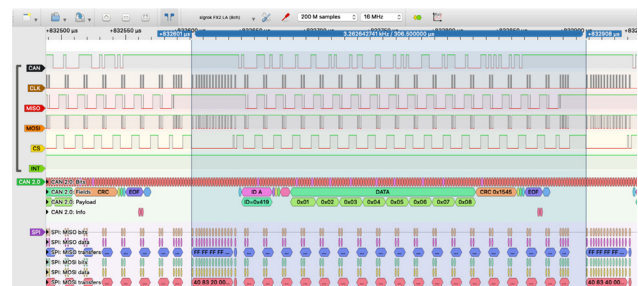 sigrok FX2 LA (8ch) 200 M samples 16 MHz
+832500 µs +832550 µs +832601 µs 3.262642741 kHz / 306.500000 µs +832908 µs
CAN
CLK
MISO
MOSI
CS
INT
CAN 2.0 CAN 2.0: Bits
CAN 2.0: Fields CRC EOF ID A DATA CRC 0x1545 EOF
CAN 2.0: Payload ID=0x419 0x01 0x02 0x03 0x04 0x05 0x06 0x07 0x08
CAN 2.0: Info
SPI SPI: MISO bits
SPI: MISO data
SPI: MISO transfers FF FF FF FF ... FF FF FF FF ...
SPI: MOSI bits
SPI: MOSI data
SPI: MOSI transfers 40 83 20 00... 40 83 40 00...